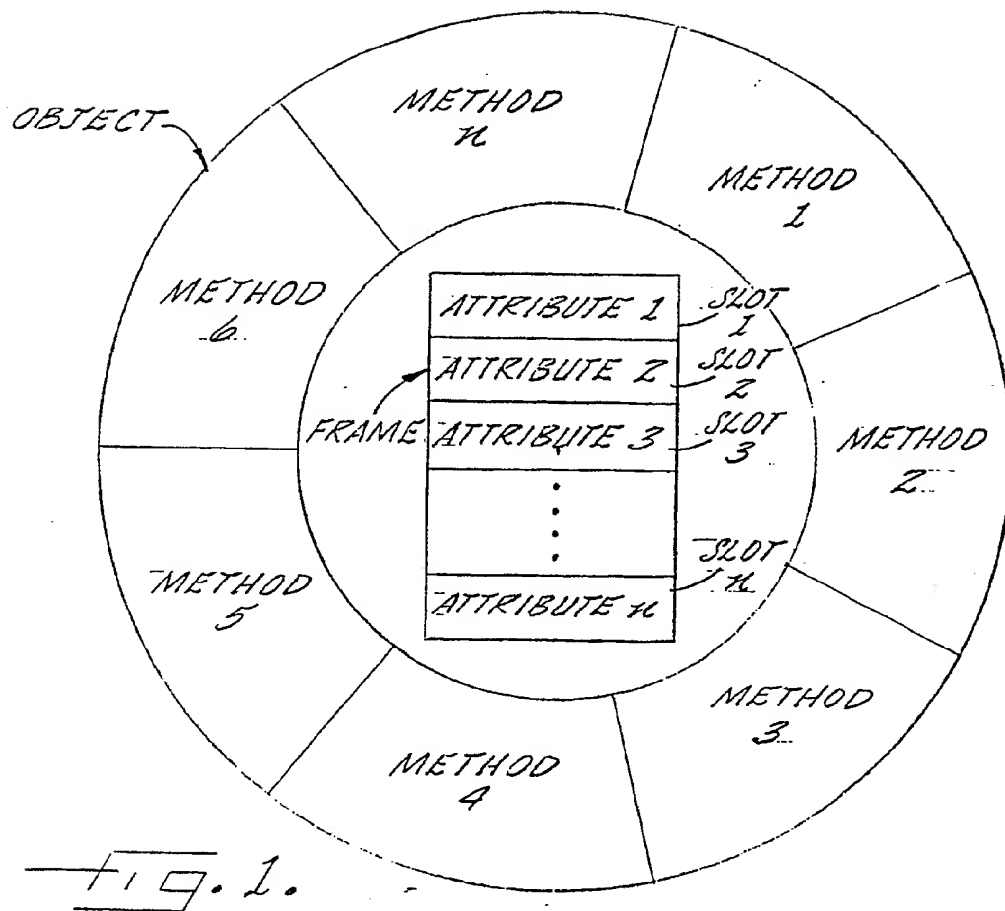 OBJECT
METHOD
n
METHOD
1
METHOD
2
METHOD
3
METHOD
4
METHOD
5
METHOD
6
FRAME
ATTRIBUTE 1
SLOT
1
ATTRIBUTE 2
SLOT
2
ATTRIBUTE 3
SLOT
3
SLOT
n
ATTRIBUTE n
Fig. 1.